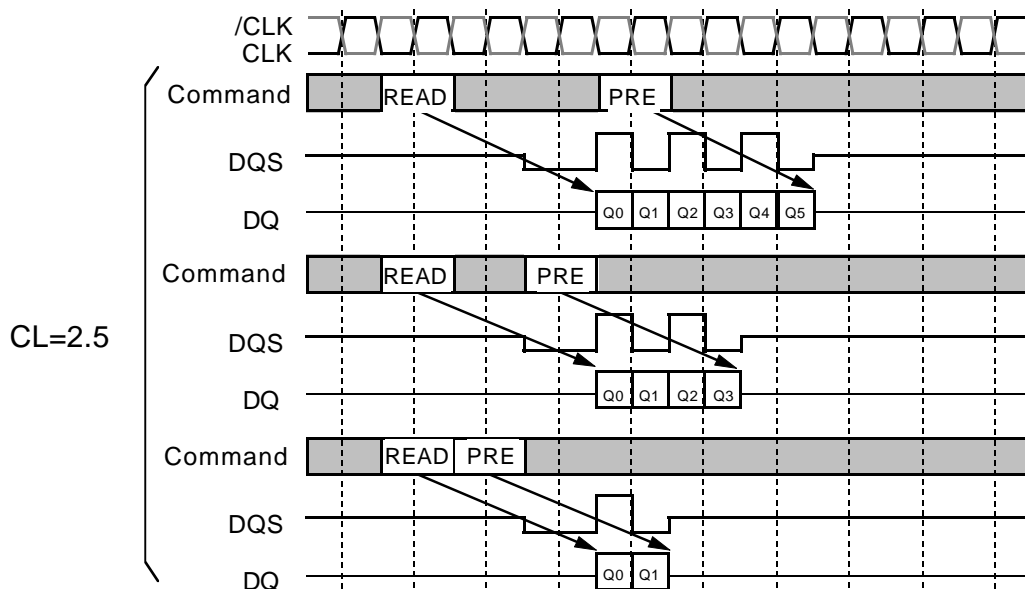 /CLK
CLK
Command READ PRE
DQS
DQ Q0 Q1 Q2 Q3 Q4 Q5
Command READ PRE
CL=2.5
DQS
DQ Q0 Q1 Q2 Q3
Command READ PRE
DQS
DQ Q0 Q1